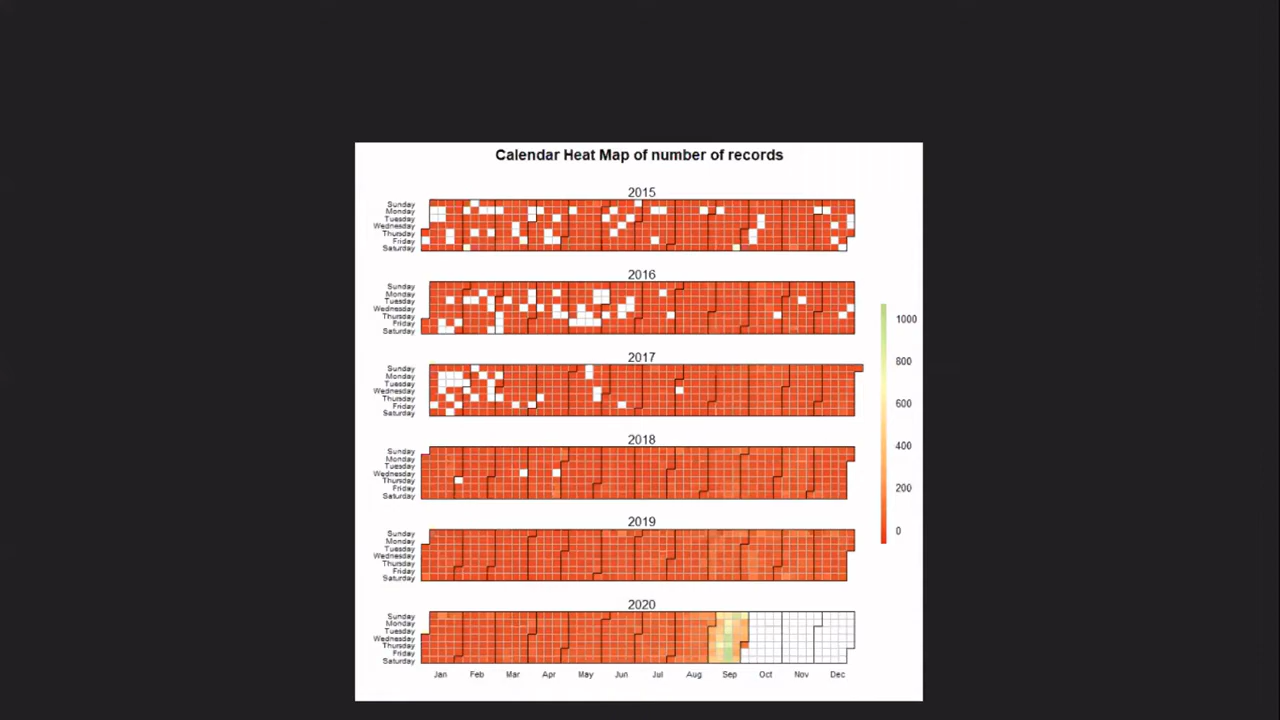 Calendar Heat Map of number of records
2015
Sunday
Monday
Tuesday
Wednesday
Thursday
Friday
Saturday
2016
Sunday
Monday
Tuesday
Wednesday
Thursday
Friday
Saturday
2017
Sunday
Monday
Tuesday
Wednesday
Thursday
Friday
Saturday
2018
Sunday
Monday
Tuesday
Wednesday
Thursday
Friday
Saturday
2019
Sunday
Monday
Tuesday
Wednesday
Thursday
Friday
Saturday
2020
Sunday
Monday
Tuesday
Wednesday
Thursday
Friday
Saturday
Jan Feb Mar Apr May Jun Jul Aug Sep Oct Nov Dec
1000
800
600
400
200
0